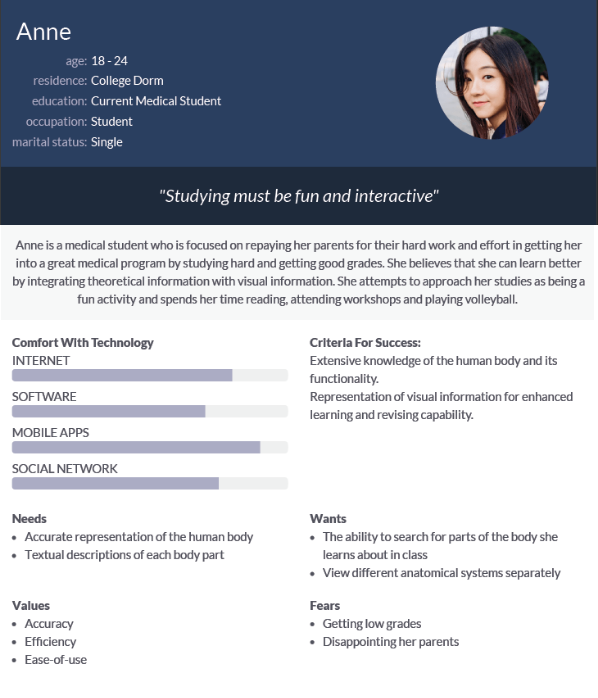 Anne
age: 18 - 24
residence: College Dorm
education: Current Medical Student
occupation: Student
marital status: Single
"Studying must be fun and interactive"
Anne is a medical student who is focused on repaying her parents for their hard work and effort in getting her
into a great medical program by studying hard and getting good grades. She believes that she can learn better
by integrating theoretical information with visual information. She attempts to approach her studies as being a
fun activity and spends her time reading, attending workshops and playing volleyball.
Comfort With Technology
INTERNET
SOFTWARE
MOBILE APPS
SOCIAL NETWORK
Criteria For Success:
Extensive knowledge of the human body and its
functionality.
Representation of visual information for enhanced
learning and revising capability.
Needs
• Accurate representation of the human body
• Textual descriptions of each body part
Wants
• The ability to search for parts of the body she
learns about in class
• View different anatomical systems separately
Values
• Accuracy
• Efficiency
• Ease-of-use
Fears
• Getting low grades
• Disappointing her parents